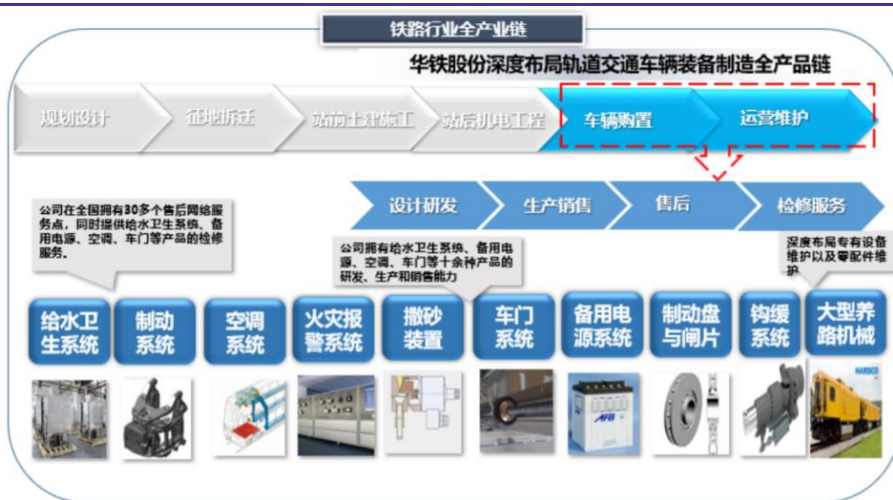 铁路行业全产业链
华铁股份深度布局轨道交通车辆装备制造全产品链
规划设计
征地拆迁
站前土建施工
站后机电工程
车辆购置
运营维护
设计研发
生产销售
售后
检修服务
公司在全国拥有30多个售后网络服
务点，同时提供给水卫生系统、备
用电源、空调、车门等产品的检修
服务。
公司拥有给水卫生系统、备用电
源、空调、车门等十余种产品的
研发、生产和销售能力
深度布局专有设备
维护以及零配件维
护
给水卫
生系统
制动
系统
空调
系统
火灾报
警系统
撒砂
装置
车门
系统
备用电
源系统
制动盘
与闸片
钩缓
系统
大型养
路机械
AFB
HARSCO